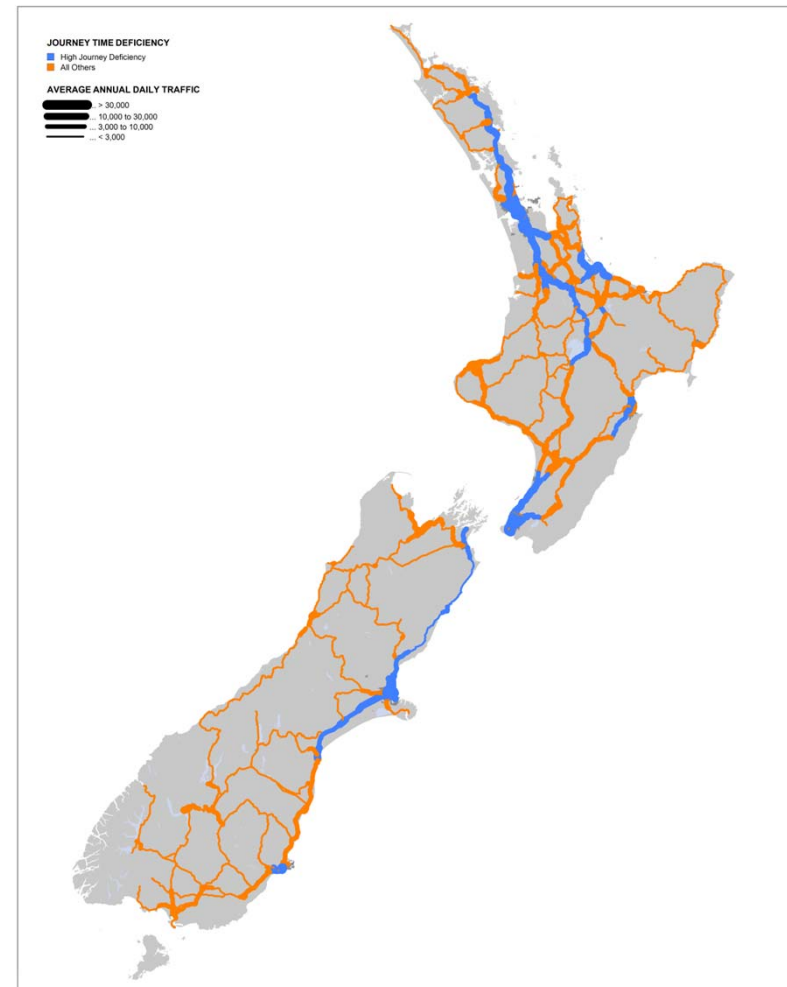 JOURNEY TIME DEFICIENCY
High Journey Deficiency
All Others
AVERAGE ANNUAL DAILY TRAFFIC
... > 30,000
... 10,000 to 30,000
... 3,000 to 10,000
... < 3,000